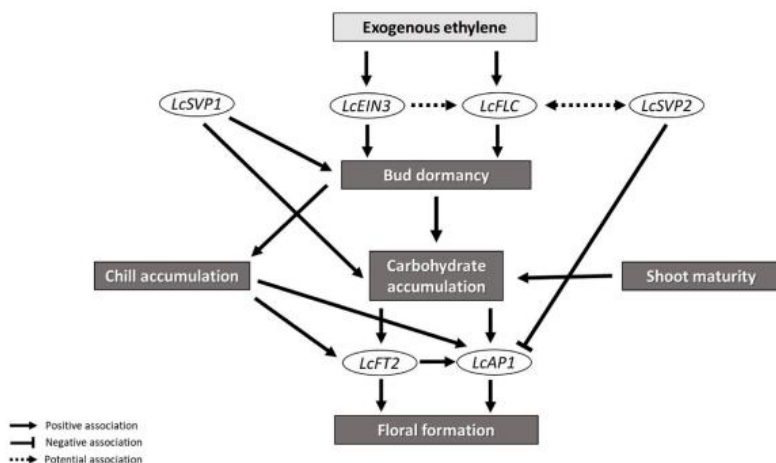 Exogenous ethylene
LcSVP1
LcEIN3
LcFLC
LcSVP2
Bud dormancy
Chill accumulation
Carbohydrate
accumulation
Shoot maturity
LcFT2
LcAP1
Floral formation
Positive association
Negative association
Potential association